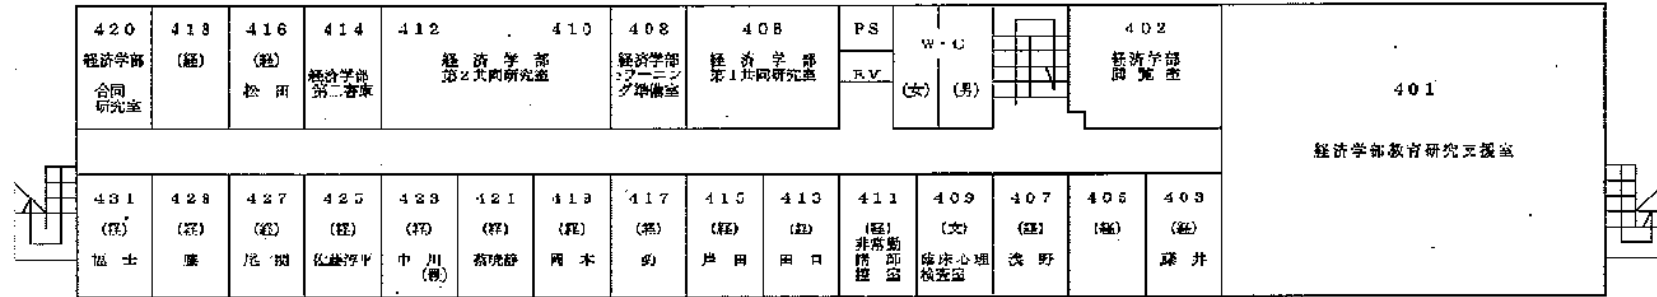 420
経済学部
合同
研究室
418
(経)
416
(経)
松田
414
経済学部
第二書庫
412 410
経済学部
第2共同研究室
408
経済学部
ラーニン
グ準備室
406
経済学部
第1共同研究室
PS
EV
W・C
(女) (男)
402
経済学部
閲覧室
401
経済学部教育研究支援室
431
(経)
429
(経)
427
(経)
尾関
425
(経)
423
(経)
中川
421
(経)
蔡暁静
419
(経)
岡本
417
(経)
415
(経)
岸田
413
(経)
田口
411
(経)
非常勤
講師
控室
409
(文)
臨床心理
検査室
407
(経)
浅野
405
(経)
403
(経)
藤井